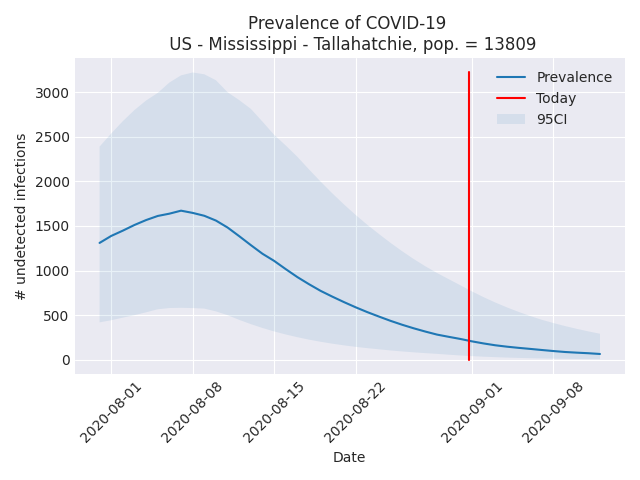 Prevalence of COVID-19
US - Mississippi - Tallahatchie, pop. = 13809
Prevalence
Today
95CI
# undetected infections
3000
2500
2000
1500
1000
500
0
2020-08-01
2020-08-08
2020-08-15
2020-08-22
2020-09-01
2020-09-08
Date